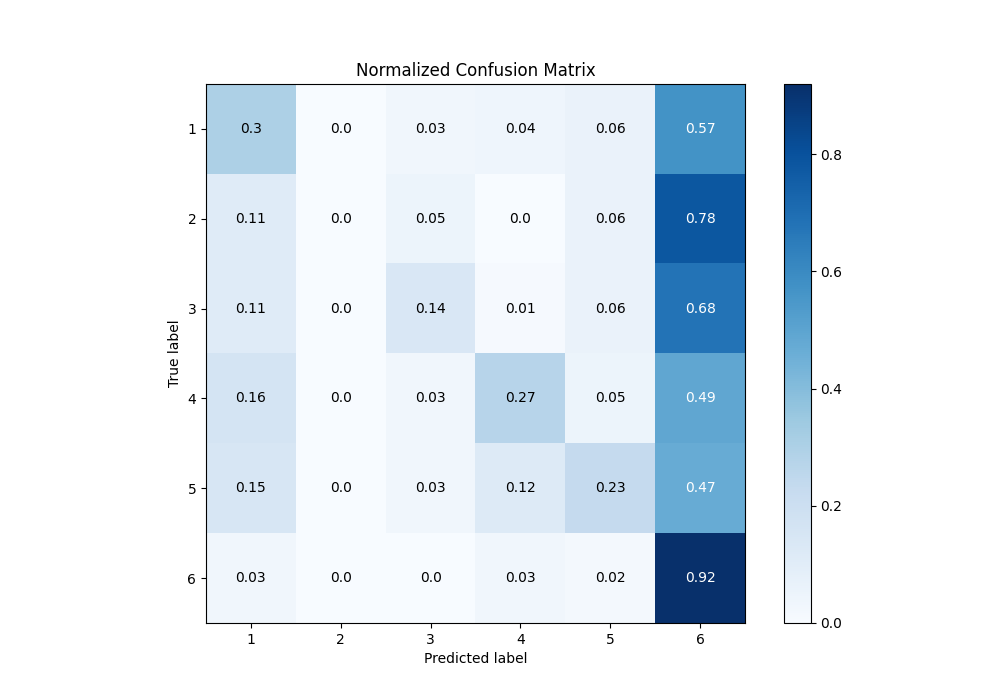 Normalized Confusion Matrix
1 0.3 0.0 0.03 0.04 0.06 0.57
2 0.11 0.0 0.05 0.0 0.06 0.78
3 0.11 0.0 0.14 0.01 0.06 0.68
4 0.16 0.0 0.03 0.27 0.05 0.49
5 0.15 0.0 0.03 0.12 0.23 0.47
6 0.03 0.0 0.0 0.03 0.02 0.92
1 2 3 4 5 6
Predicted label
True label
0.8
0.6
0.4
0.2
0.0